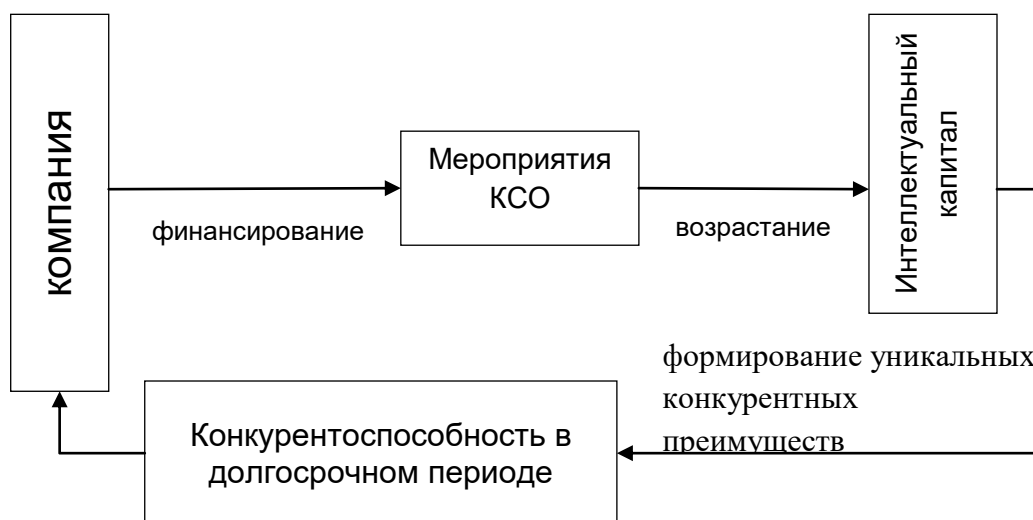 компания
финансирование
Мероприятия
КСО
возрастание
Интеллектуальный
капитал
формирование уникальных
конкурентных
преимуществ
Конкурентоспособность в
долгосрочном периоде